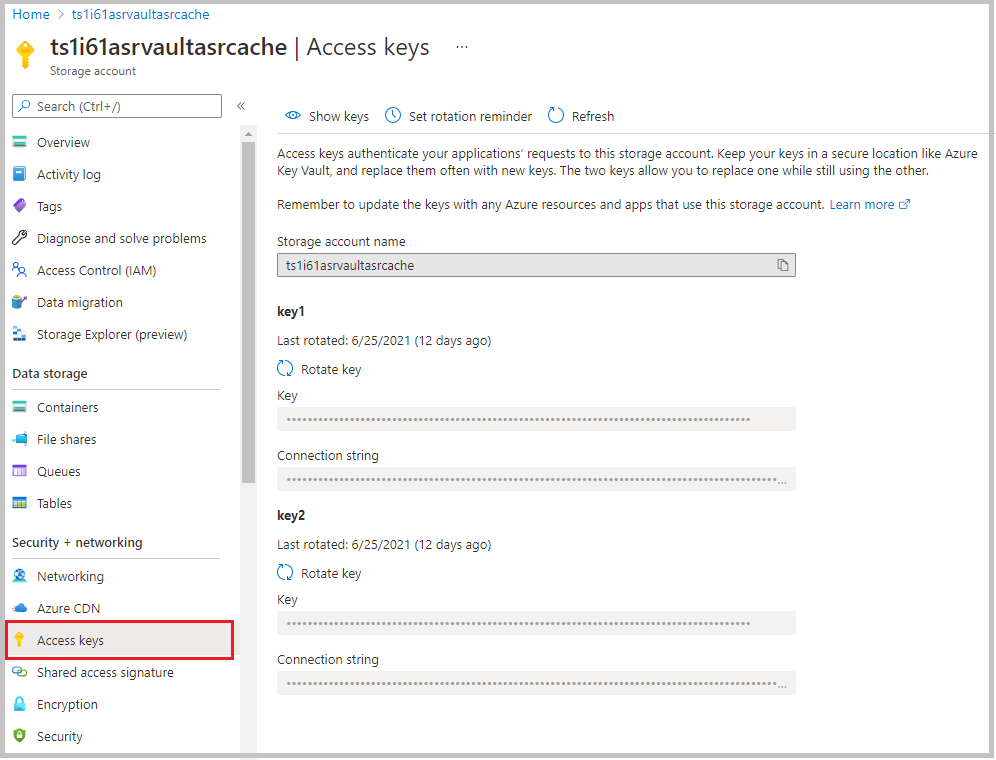 Home > ts1i61asrvaultasrcache
ts1i61asrvaultasrcache | Access keys ...
Storage account
Search (Ctrl+/)
«
Overview
Activity log
Tags
Diagnose and solve problems
Access Control (IAM)
Data migration
Storage Explorer (preview)
Data storage
Containers
File shares
Queues
Tables
Security + networking
Networking
Azure CDN
Access keys
Shared access signature
Encryption
Security
Show keys Set rotation reminder Refresh
Access keys authenticate your applications' requests to this storage account. Keep your keys in a secure location like Azure
Key Vault, and replace them often with new keys. The two keys allow you to replace one while still using the other.
Remember to update the keys with any Azure resources and apps that use this storage account. Learn more
Storage account name
ts1i61asrvaultasrcache
key1
Last rotated: 6/25/2021 (12 days ago)
Rotate key
Key
Connection string
key2
Last rotated: 6/25/2021 (12 days ago)
Rotate key
Key
Connection string